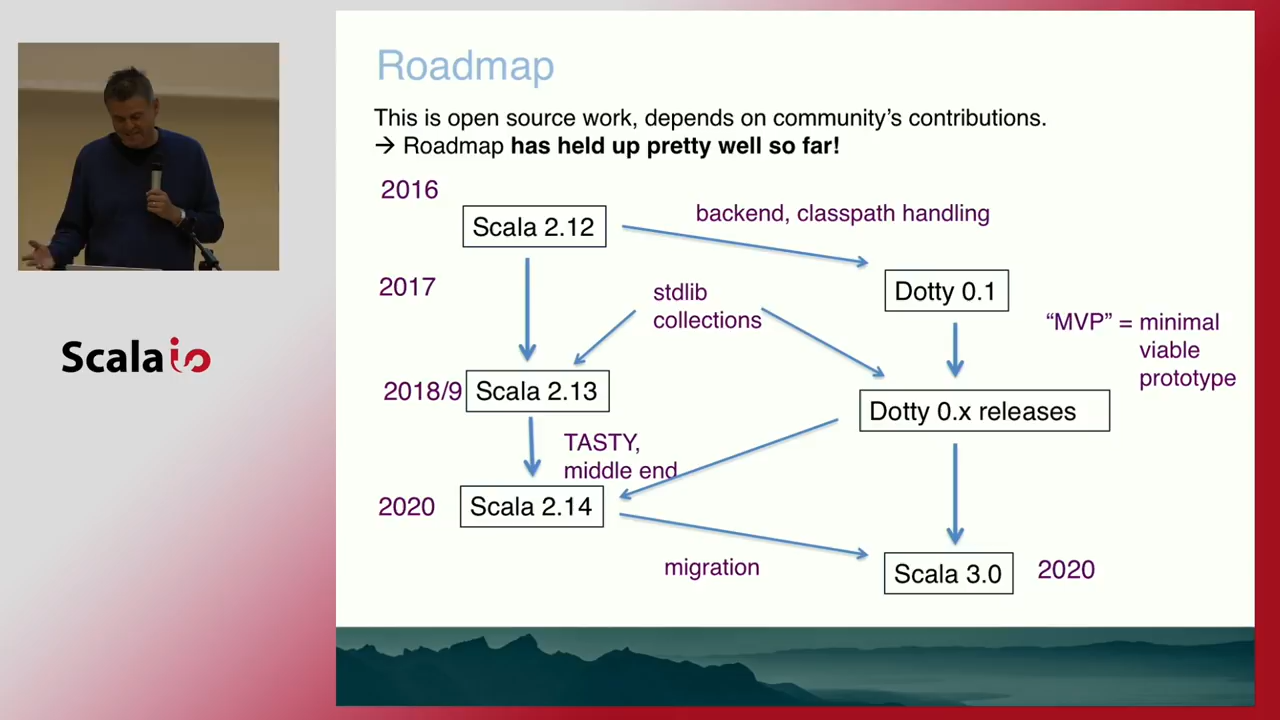 Roadmap
This is open source work, depends on community's contributions.
→ Roadmap has held up pretty well so far!
2016
Scala 2.12
backend, classpath handling
2017
stdlib
collections
Dotty 0.1
“MVP” = minimal
viable
prototype
Scalaio
2018/9
Scala 2.13
Dotty 0.x releases
TASTY,
middle end
2020
Scala 2.14
migration
Scala 3.0
2020